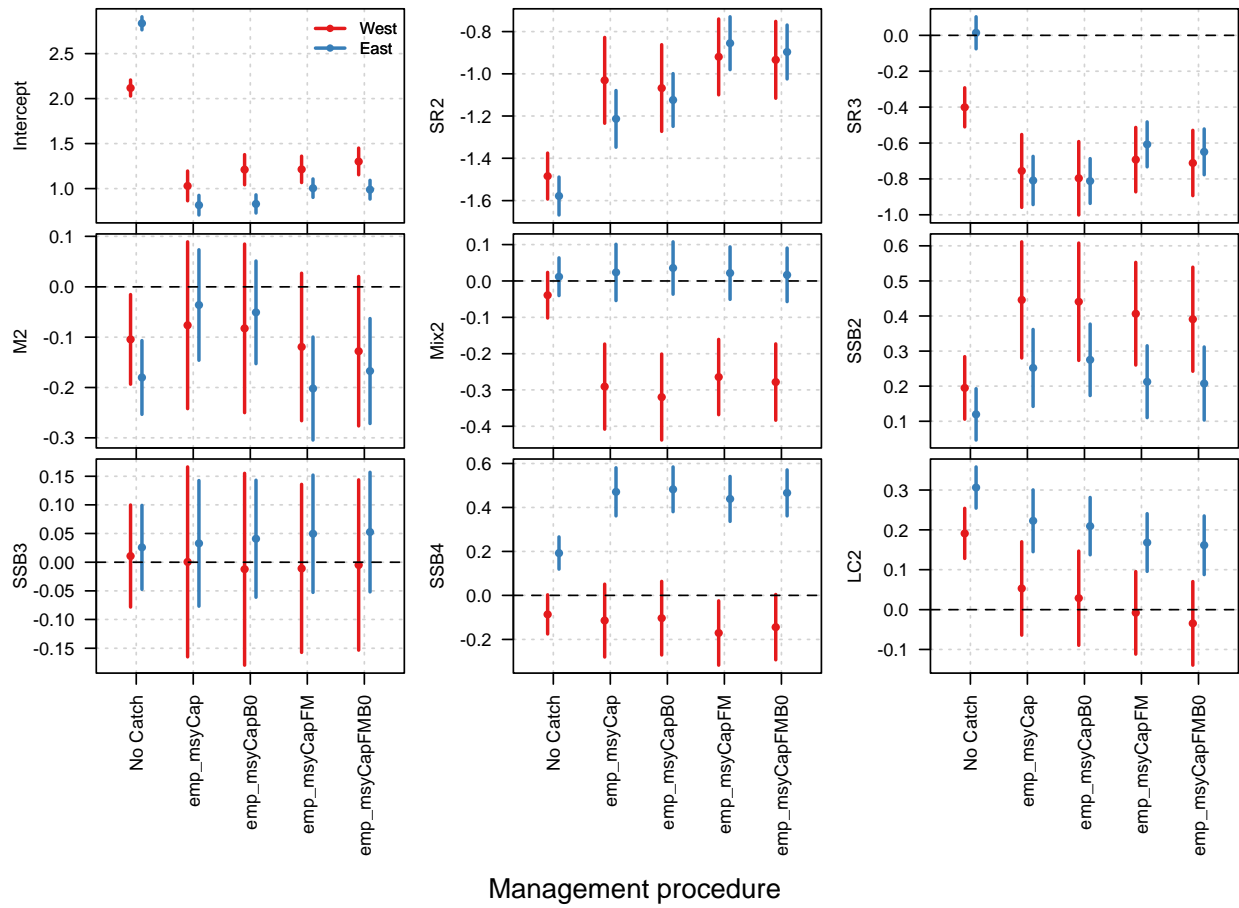 West
East
Intercept
2.5
2.0
1.5
1.0
SR2
-0.8
-1.0
-1.2
-1.4
-1.6
SR3
0.0
-0.2
-0.4
-0.6
-0.8
-1.0
M2
0.1
0.0
-0.1
-0.2
-0.3
Mix2
0.1
0.0
-0.1
-0.2
-0.3
-0.4
SSB2
0.6
0.5
0.4
0.3
0.2
0.1
SSB3
0.15
0.10
0.05
0.00
-0.05
-0.10
-0.15
SSB4
0.6
0.4
0.2
0.0
-0.2
LC2
0.3
0.2
0.1
0.0
-0.1
No Catch
emp_msyCap
emp_msyCapB0
emp_msyCapFM
emp_msyCapFMB0
No Catch
emp_msyCap
emp_msyCapB0
emp_msyCapFM
emp_msyCapFMB0
No Catch
emp_msyCap
emp_msyCapB0
emp_msyCapFM
emp_msyCapFMB0
Management procedure